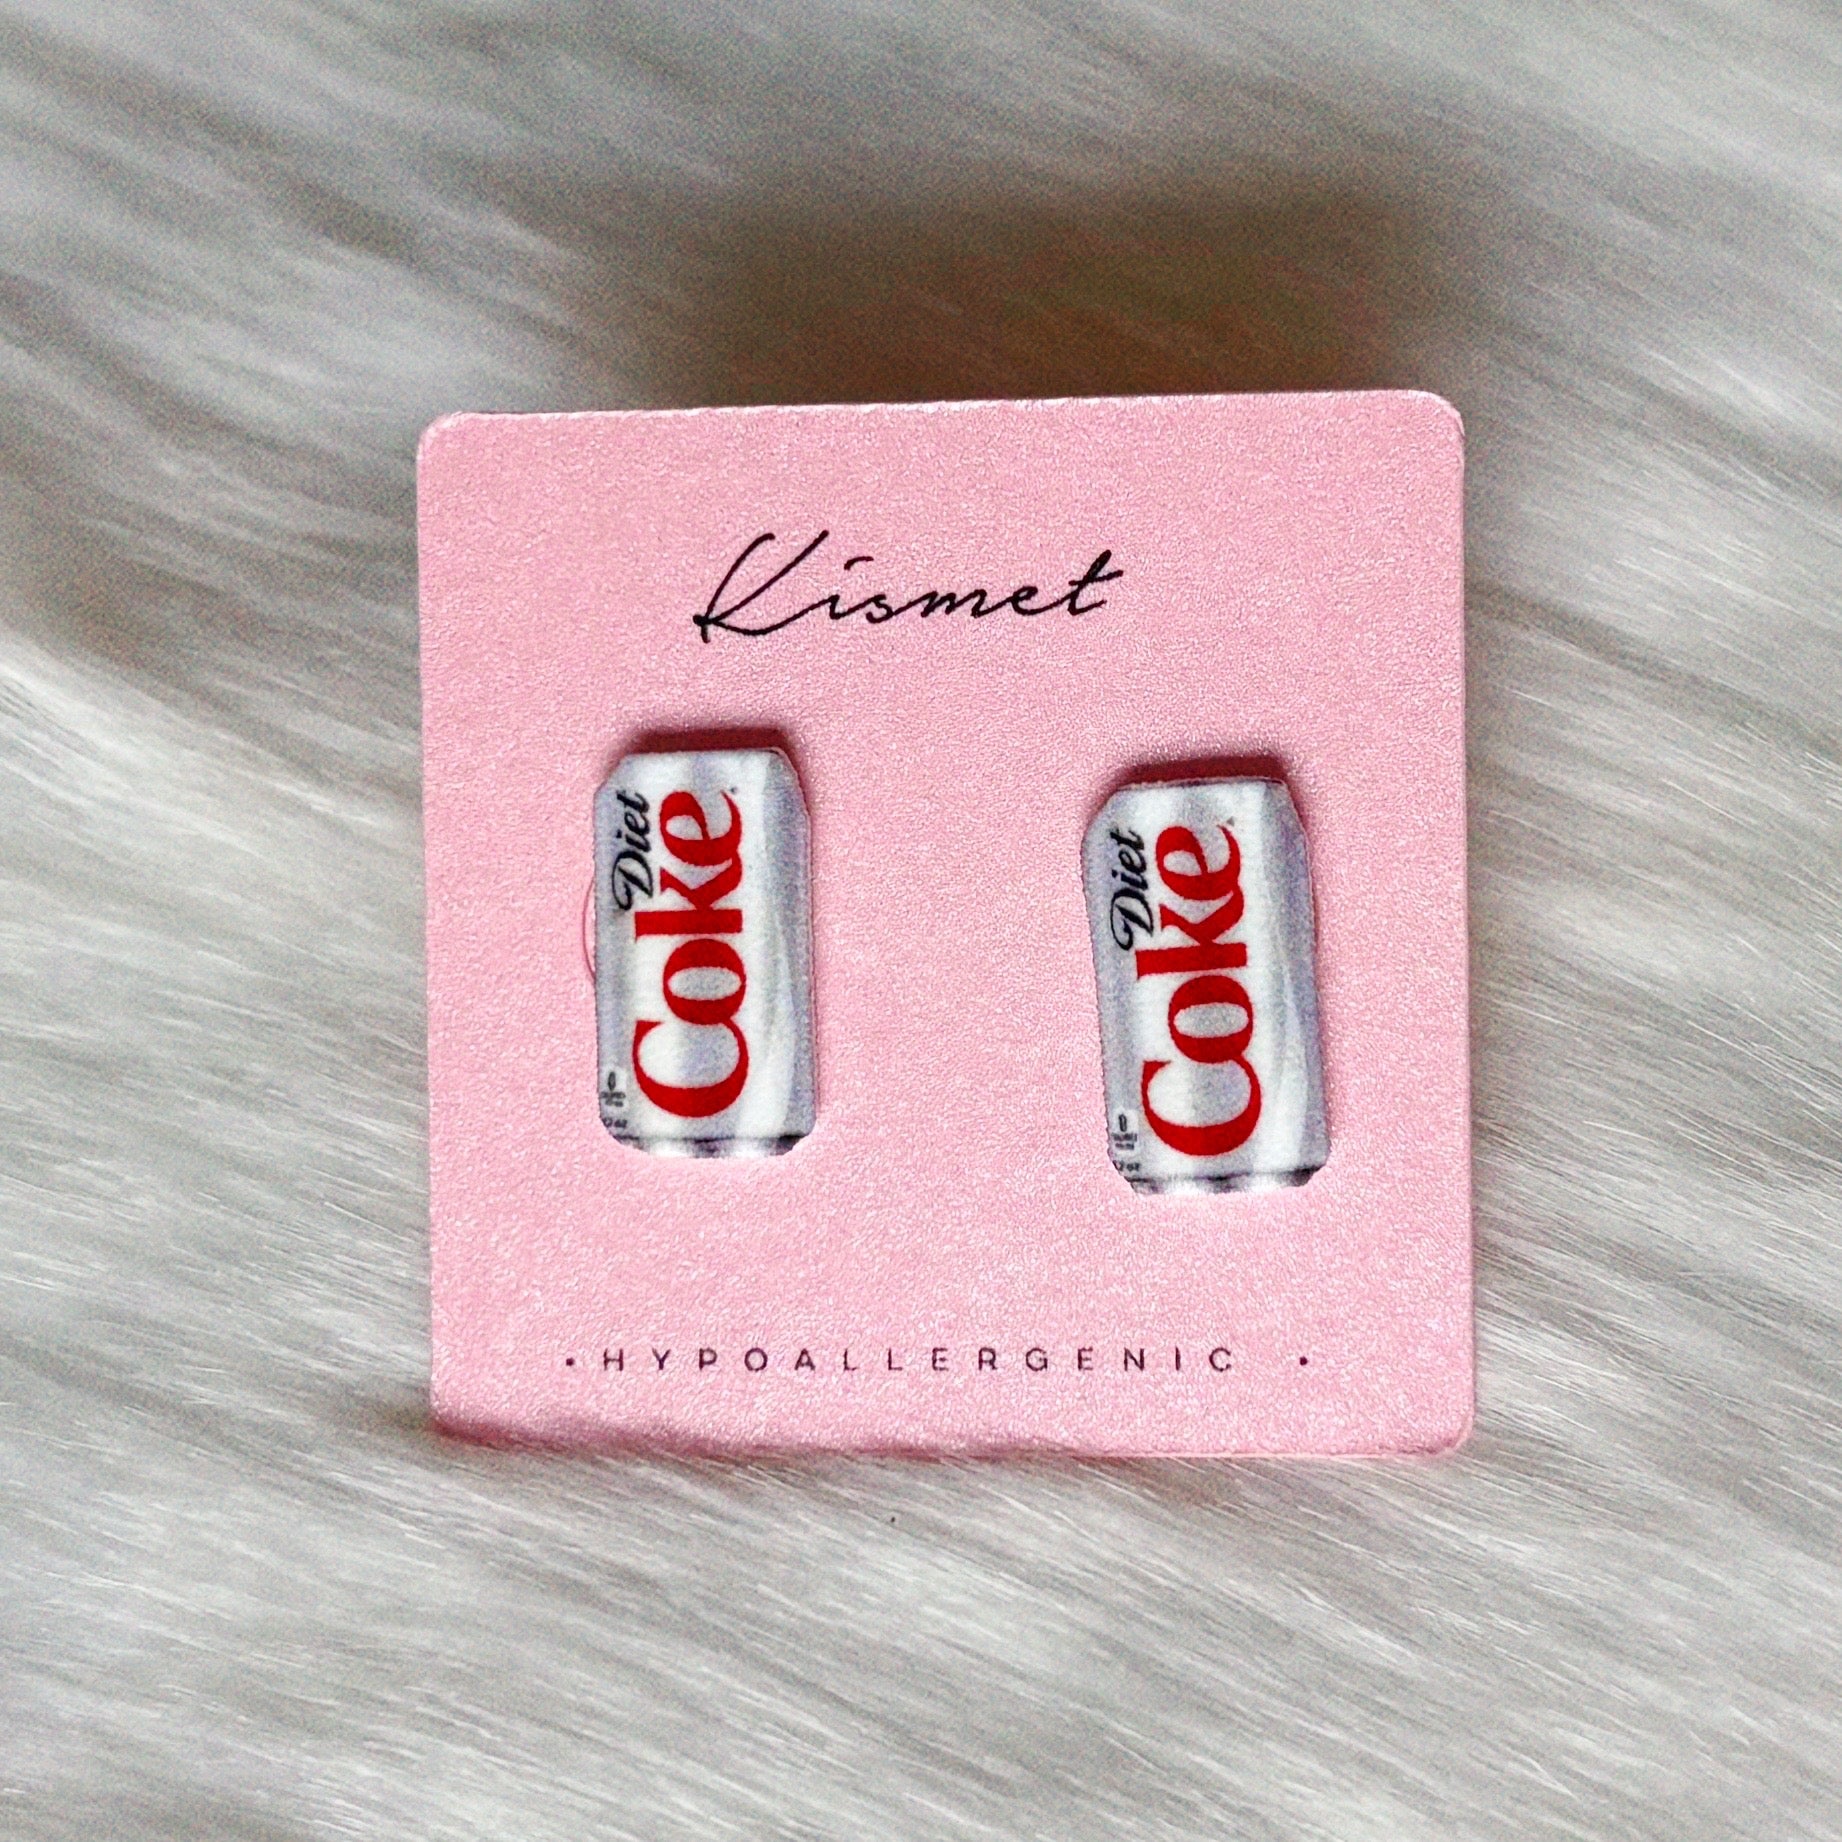 Kismet
Diet
Coke
Diet
Coke
• HYPOALLERGENIC •